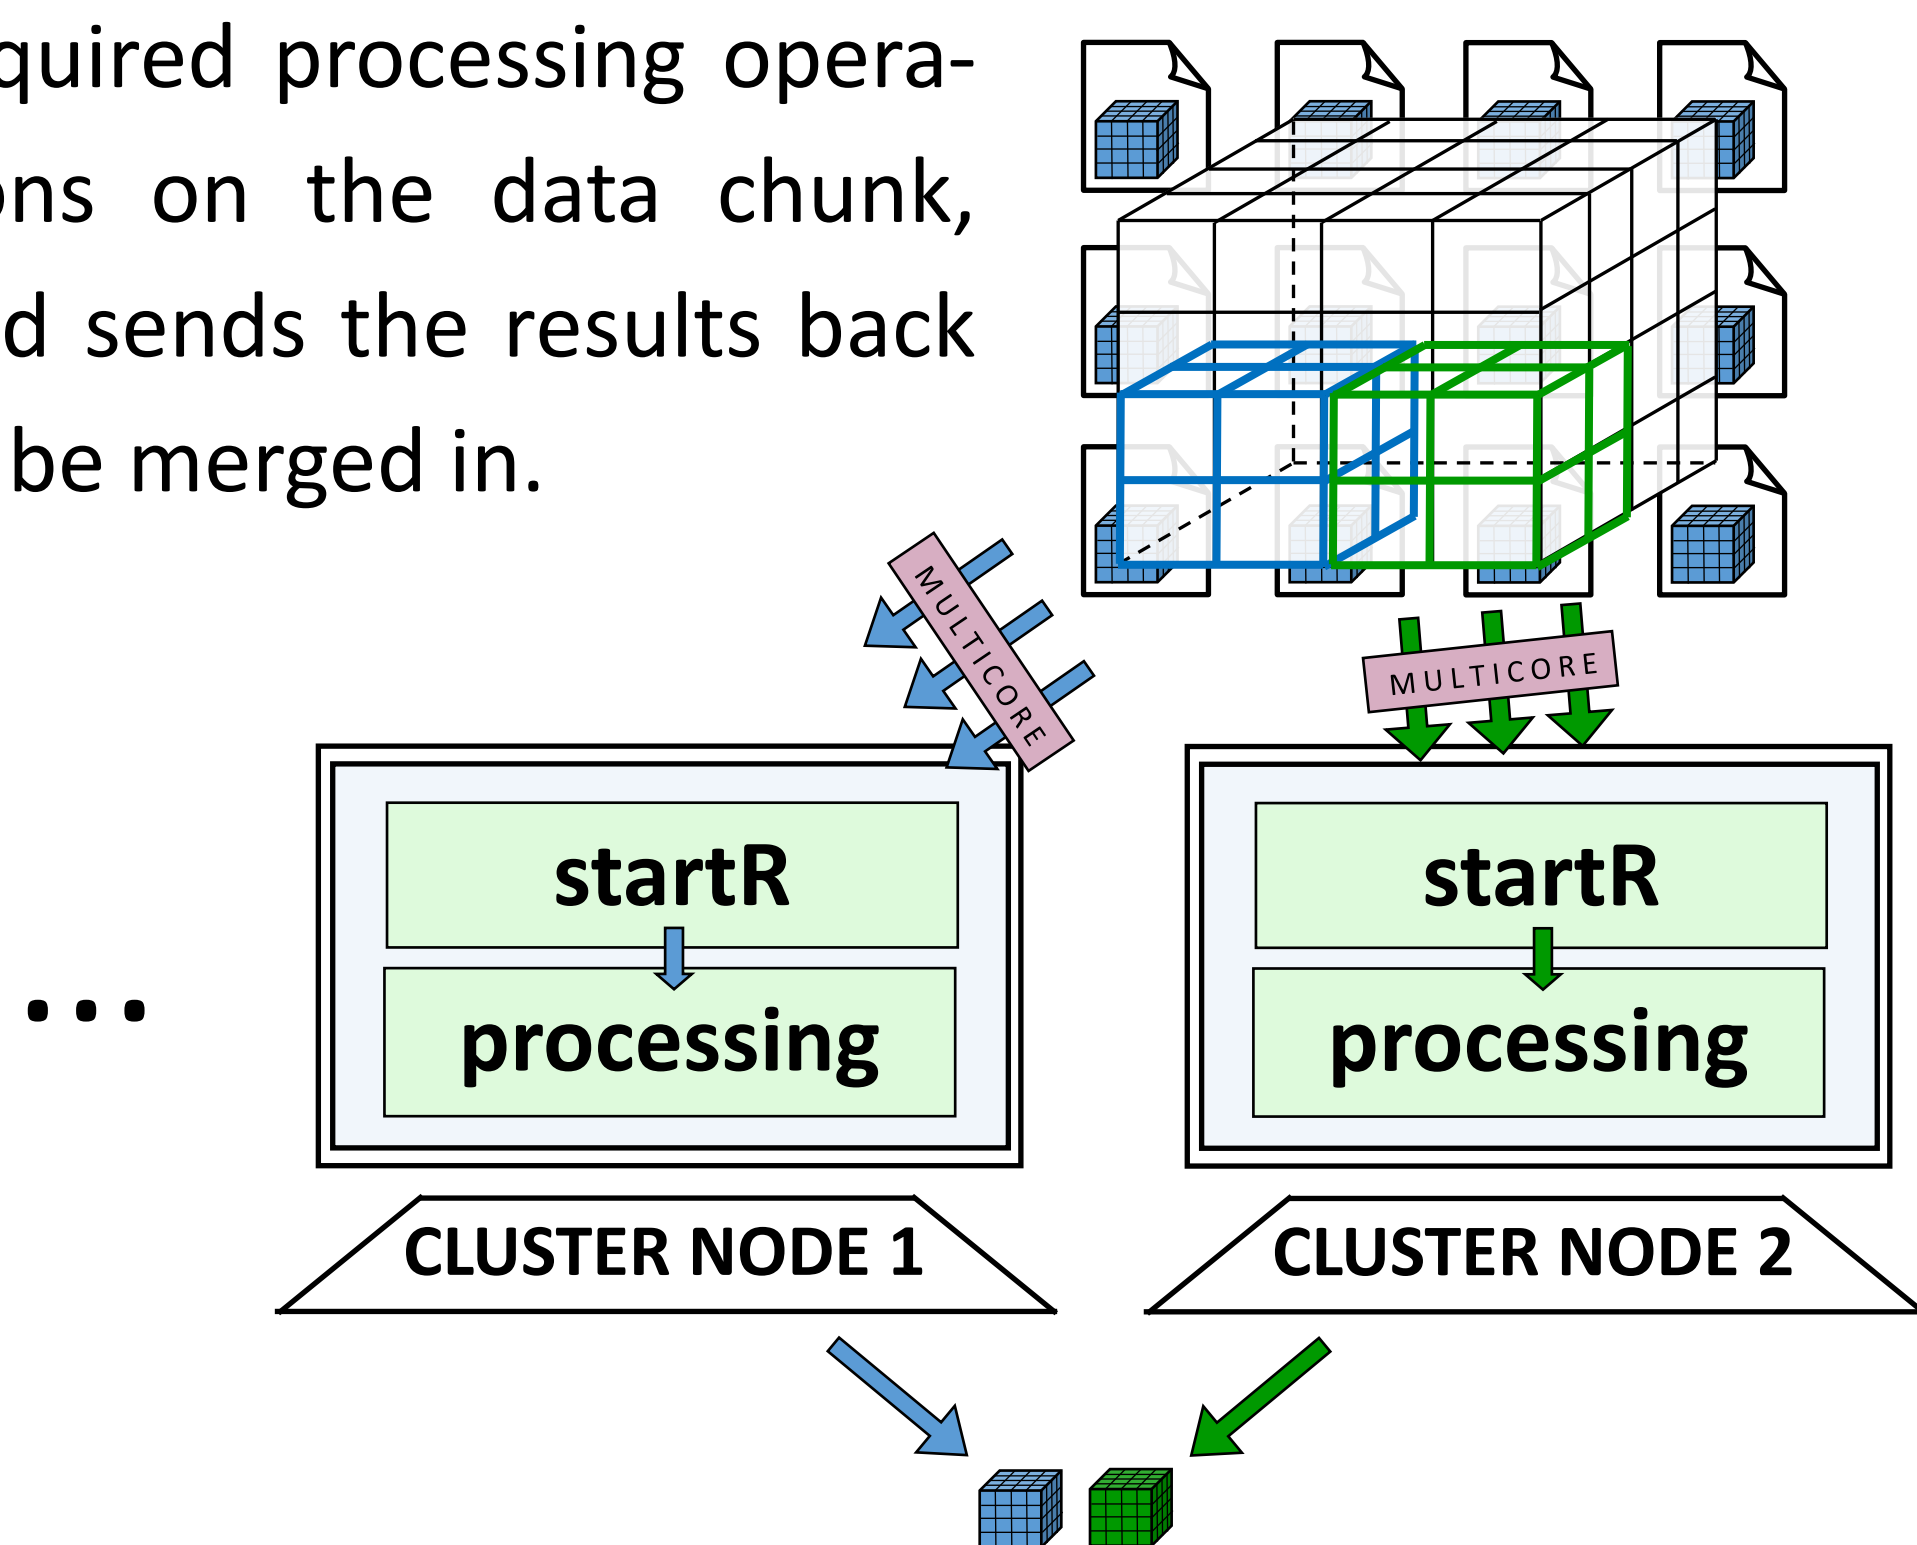 quired processing opera-
ons on the data chunk,
d sends the results back
be merged in.
MULTICORE
MULTICORE
startR
startR
processing
processing
...
CLUSTER NODE 1
CLUSTER NODE 2